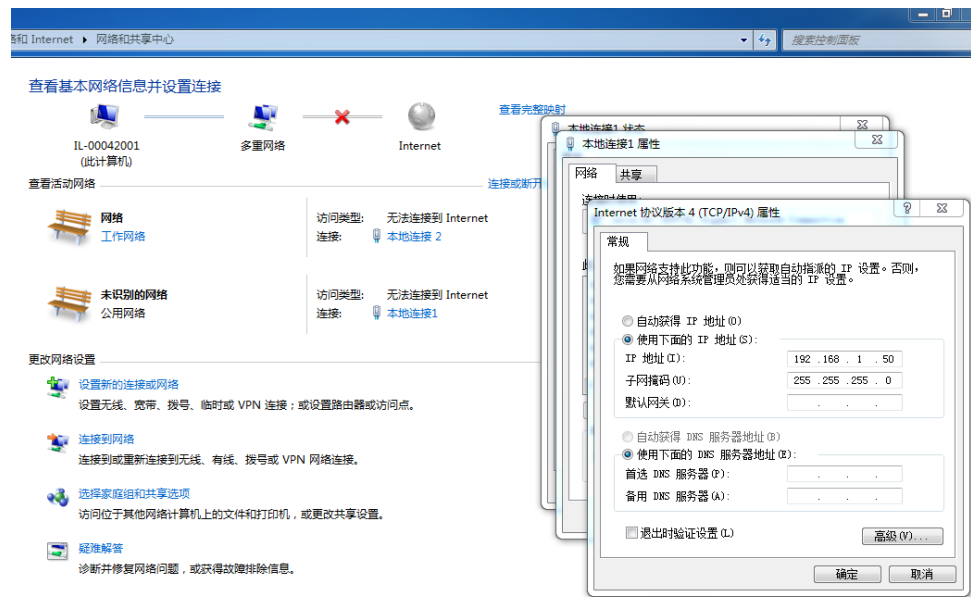 和 Internet ▸ 网络和共享中心
搜索控制面板
查看基本网络信息并设置连接
查看完整映射
IL-00042001
(此计算机)
多重网络
Internet
查看活动网络
连接或断开
网络
工作网络
访问类型: 无法连接到 Internet
连接: 本地连接 2
未识别的网络
公用网络
访问类型: 无法连接到 Internet
连接: 本地连接1
更改网络设置
设置新的连接或网络
设置无线、宽带、拨号、临时或 VPN 连接；或设置路由器或访问点。
连接到网络
连接到或重新连接到无线、有线、拨号或 VPN 网络连接。
选择家庭组和共享选项
访问位于其他网络计算机上的文件和打印机，或更改共享设置。
疑难解答
诊断并修复网络问题，或获得故障排除信息。
本地连接1 状态
本地连接1 属性
网络
共享
连接时使用:
Internet 协议版本 4 (TCP/IPv4) 属性
常规
如果网络支持此功能，则可以获取自动指派的 IP 设置。否则，
您需要从网络系统管理员处获得适当的 IP 设置。
自动获得 IP 地址(O)
使用下面的 IP 地址(S):
IP 地址(I): 192 .168 . 1 . 50
子网掩码(U): 255 .255 .255 . 0
默认网关(D): . . .
自动获得 DNS 服务器地址(B)
使用下面的 DNS 服务器地址(E):
首选 DNS 服务器(P): . . .
备用 DNS 服务器(A): . . .
退出时验证设置(L)
高级(V)...
确定
取消